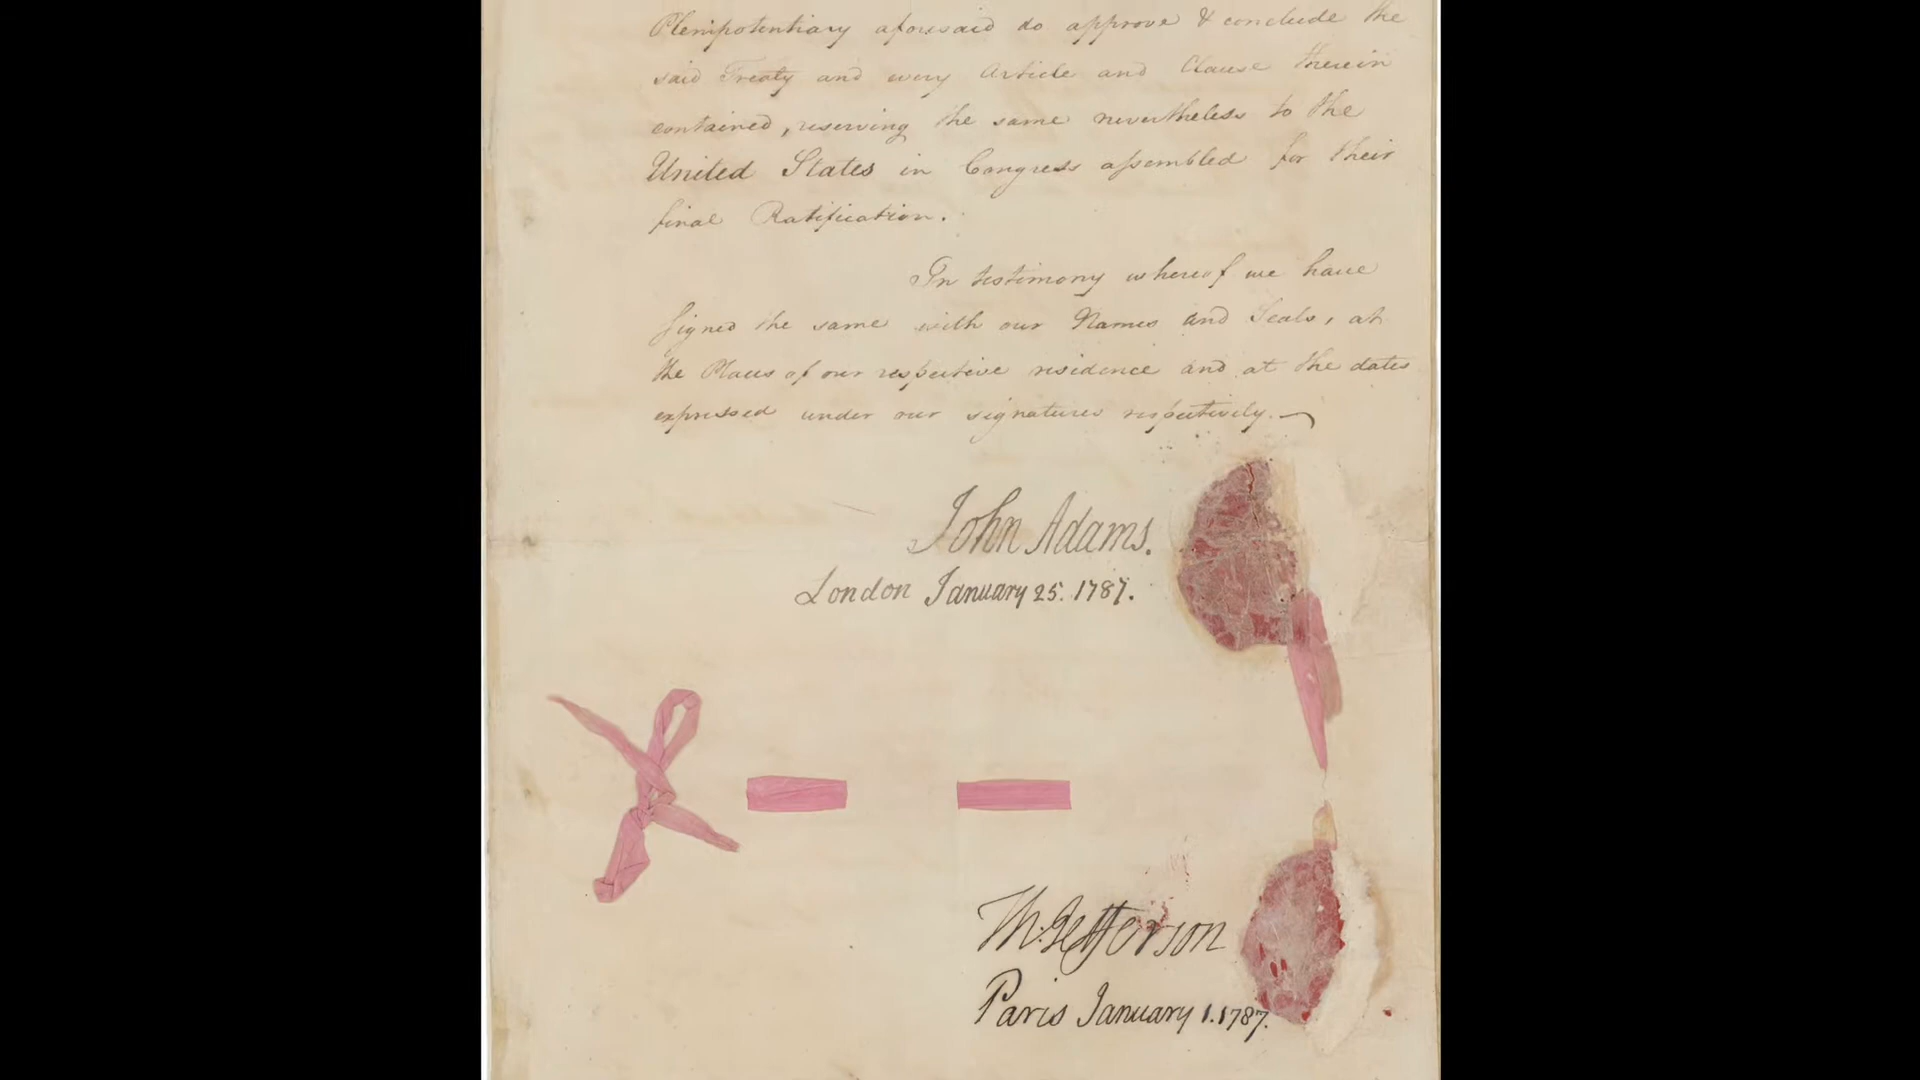 Plenipotentiary aforesaid do approve & conclude the
said Treaty and every Article and Clause therein
contained, reserving the same nevertheless to the
United States in Congress assembled for their
final Ratification.
In testimony whereof we have
signed the same with our Names and Seals, at
the Places of our respective residence and at the dates
expressed under our signatures respectively.
John Adams.
London January 25. 1787.
Th: Jefferson
Paris January 1. 1787.